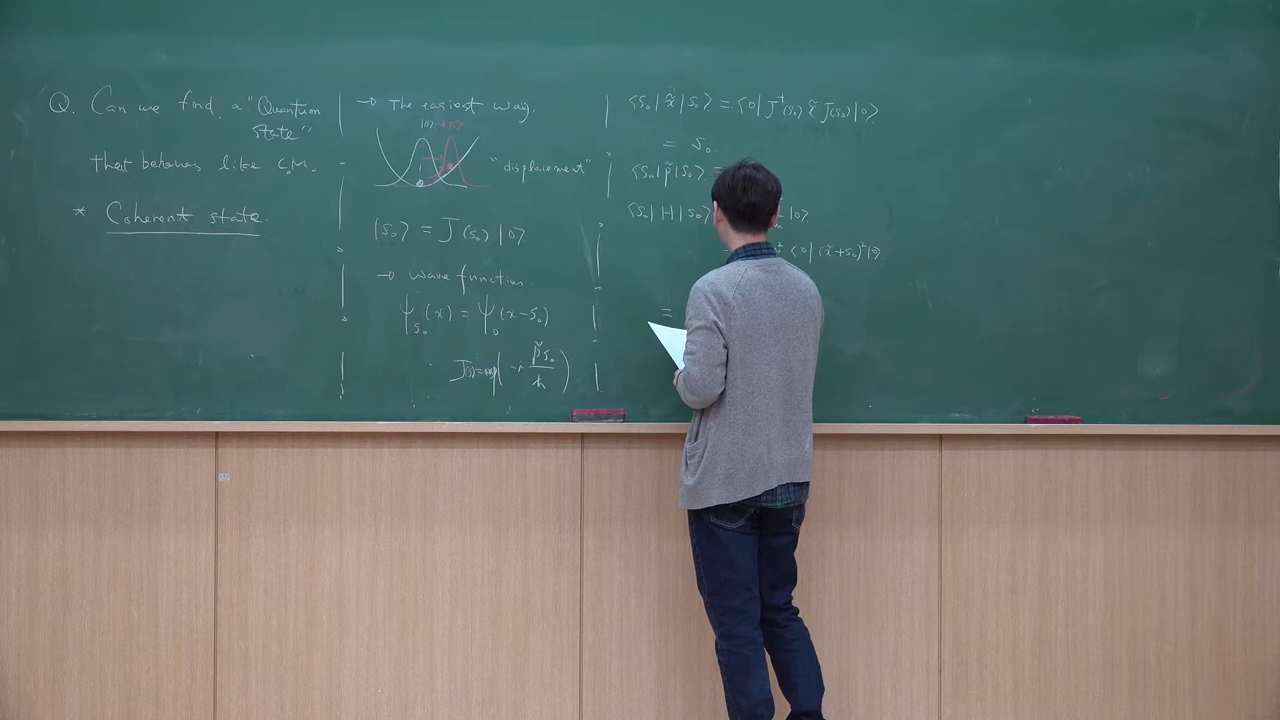 Q. Can we find a "Quantum
state"
that behaves like C.M.
* Coherent state.
→ The easiest way.
|0>
"displacement"
|s₀> = J(s₀)|0>
→ wave function.
ψ_s₀(x) = ψ₀(x-s₀)
exp(-i p̃s₀/ħ)
<s₀|x̃|s₀> = <0|J†(s₀) x̃ J(s₀)|0>
= s₀.
<s₀|p̃|s₀> =
<s₀|H|s₀>
|0>
<0|(x̃+s₀)²|0>
=